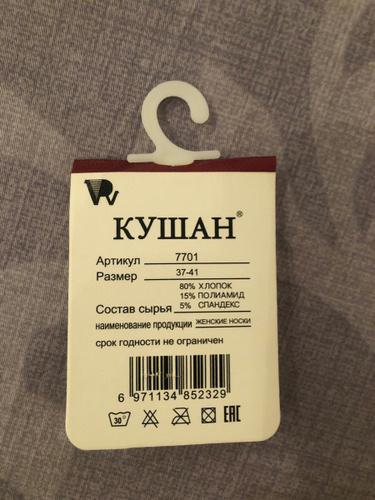 КУШАН®
Артикул 7701
Размер 37-41
80% ХЛОПОК
15% ПОЛИАМИД
Состав сырья 5% СПАНДЕКС
наименование продукции ЖЕНСКИЕ НОСКИ
срок годности не ограничен
6 971134 852329
30° EAC